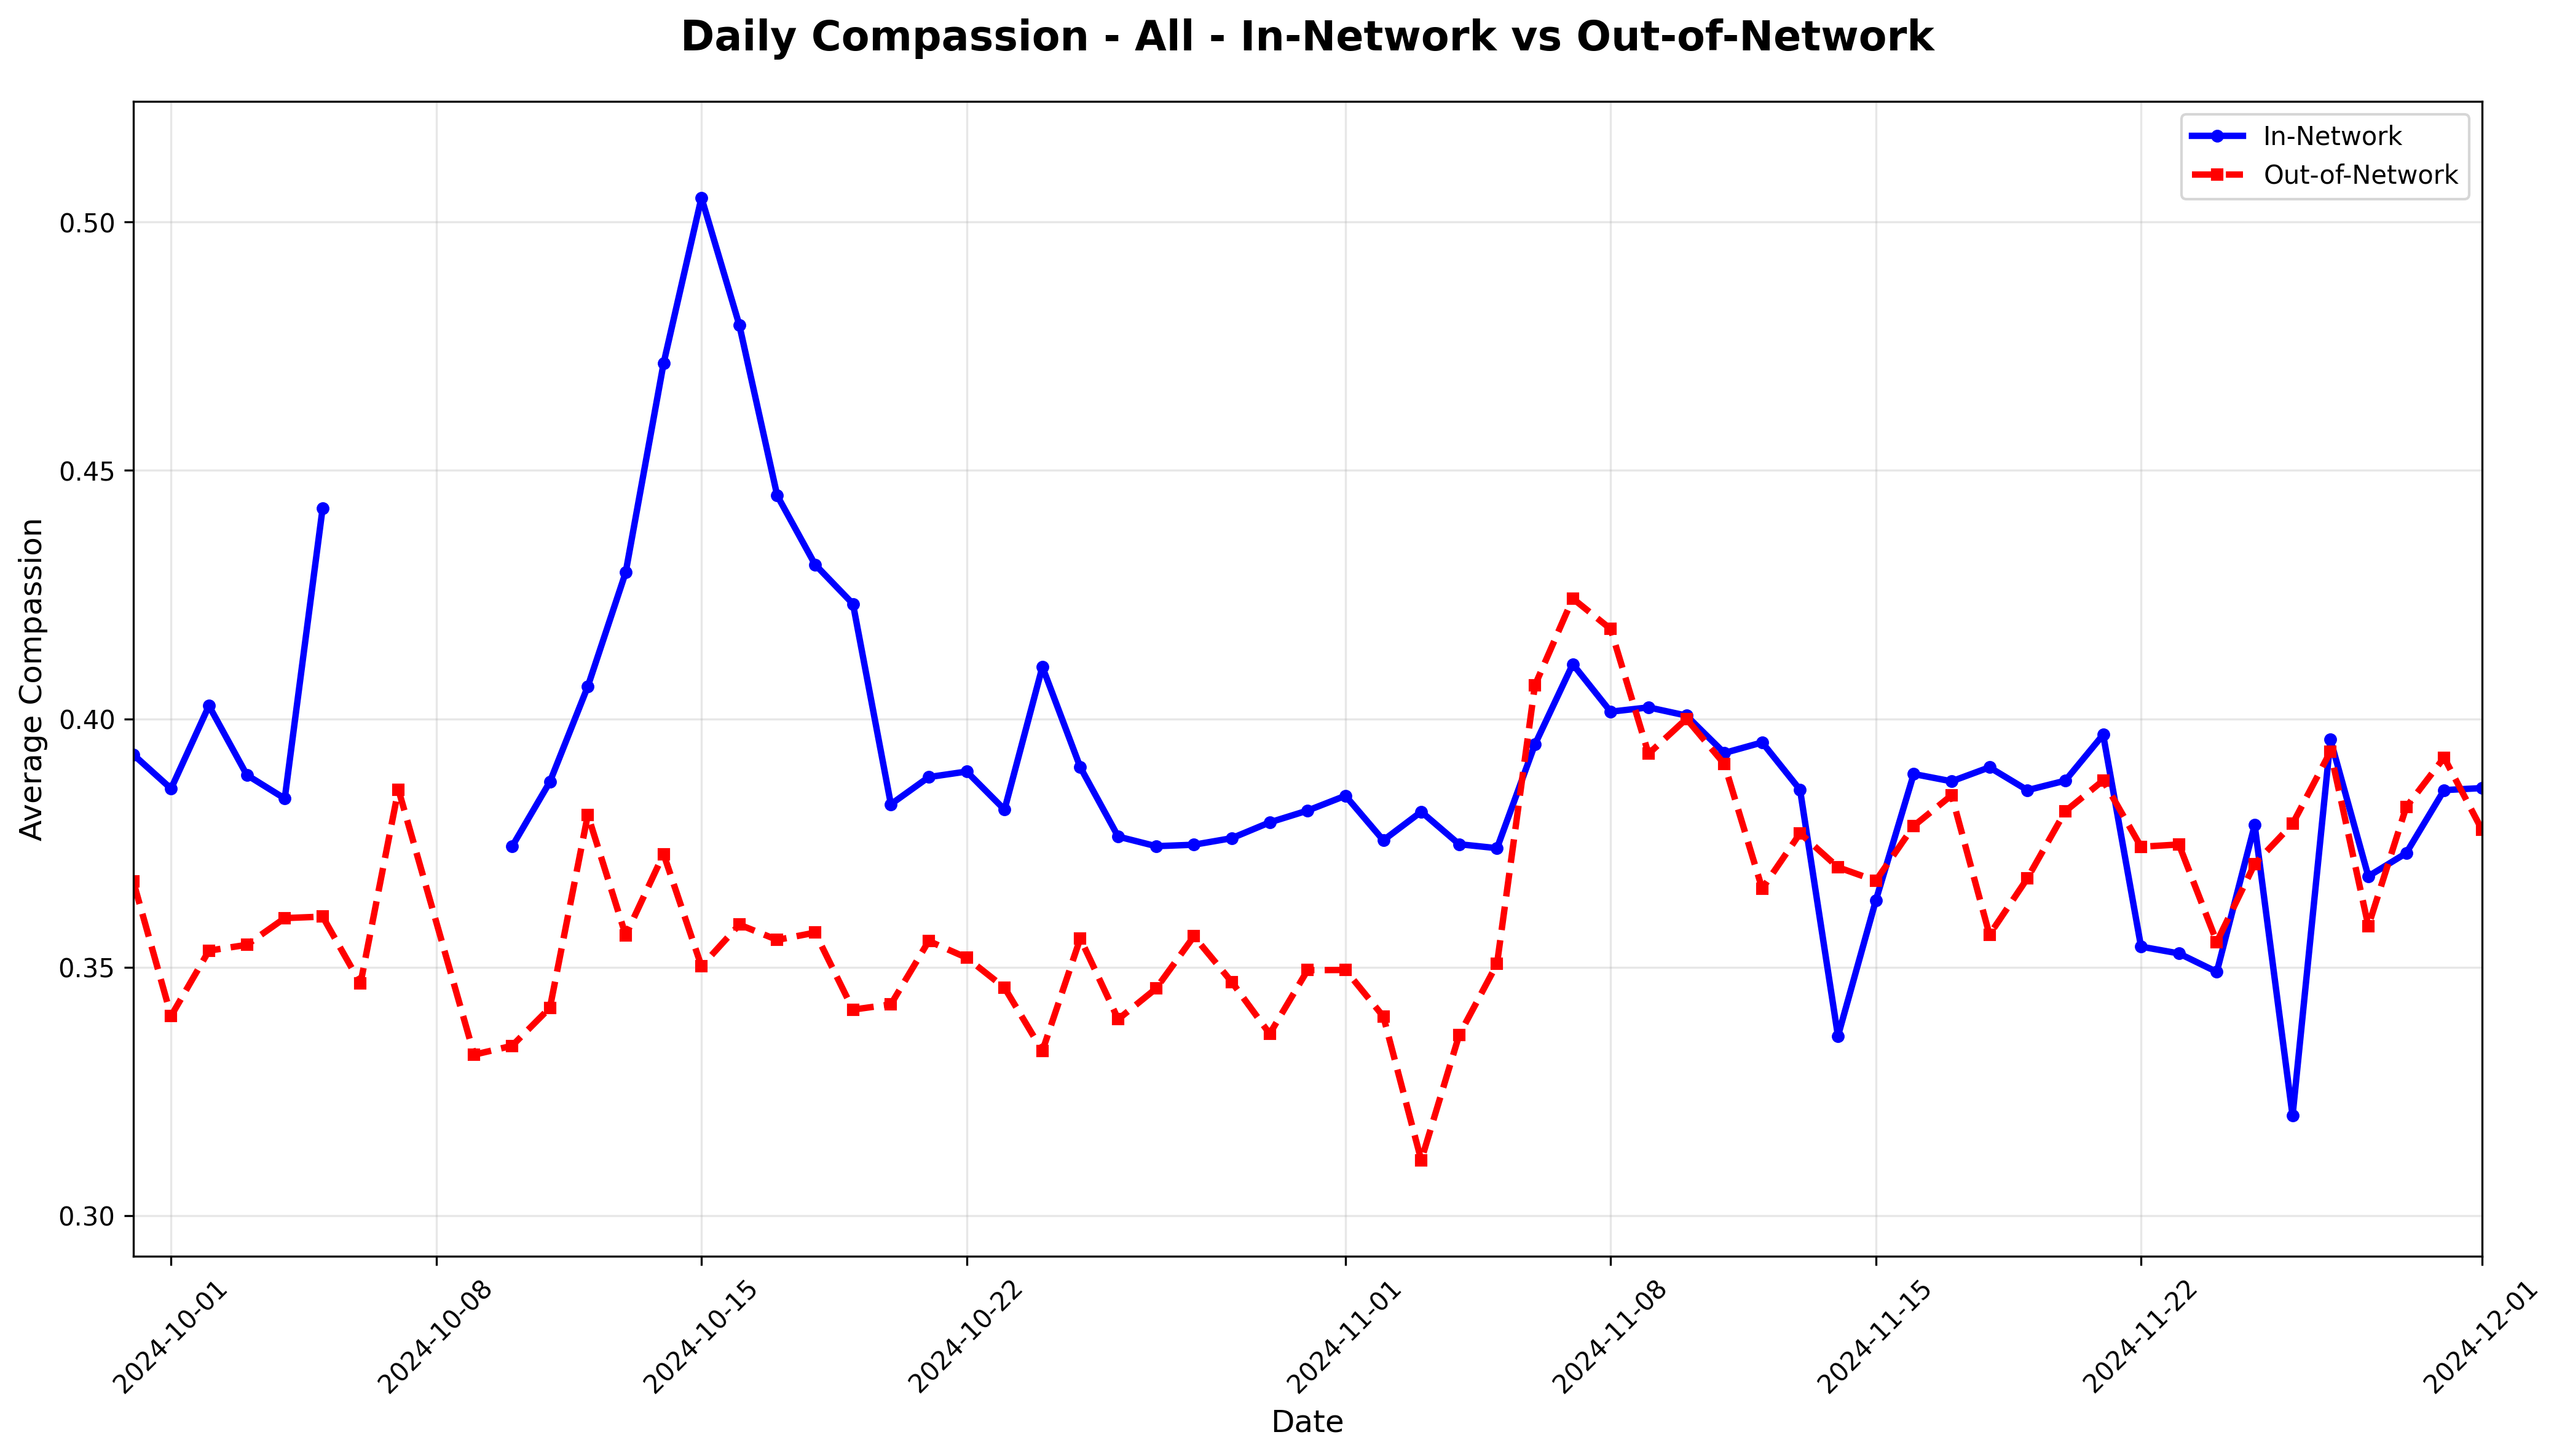 Daily Compassion - All - In-Network vs Out-of-Network
In-Network
Out-of-Network
Average Compassion
0.50
0.45
0.40
0.35
0.30
2024-10-01
2024-10-08
2024-10-15
2024-10-22
2024-11-01
2024-11-08
2024-11-15
2024-11-22
2024-12-01
Date